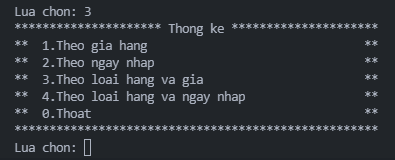 Lua chon: 3
********************* Thong ke *********************
**  1.Theo gia hang                               **
**  2.Theo ngay nhap                              **
**  3.Theo loai hang va gia                       **
**  4.Theo loai hang va ngay nhap                 **
**  0.Thoat                                       **
****************************************************
Lua chon: